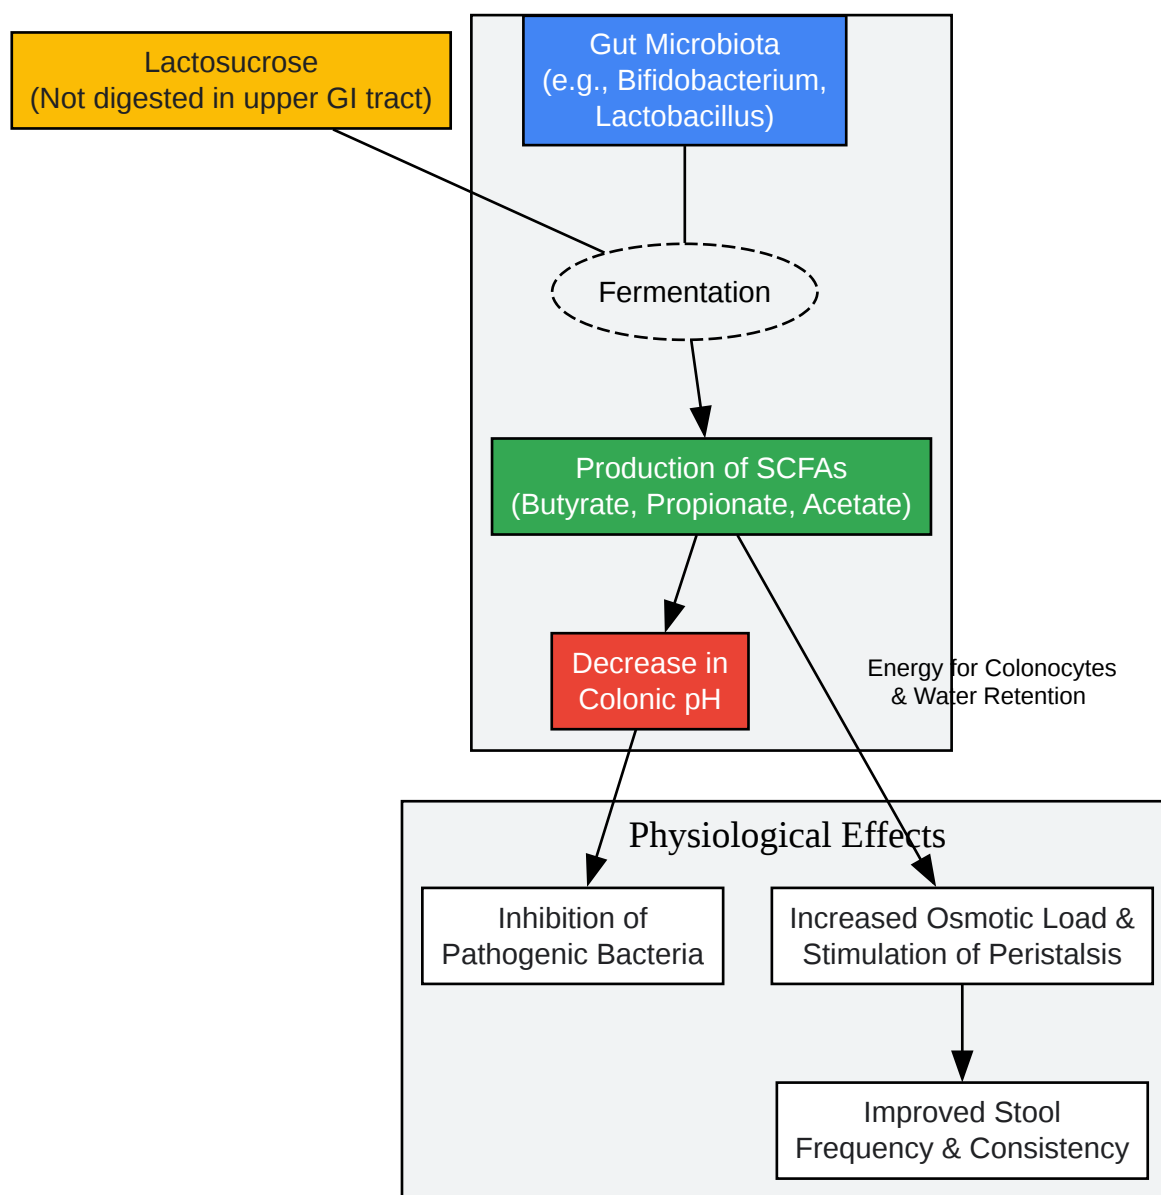 Lactosucrose
(Not digested in upper GI tract)
Gut Microbiota
(e.g., Bifidobacterium,
Lactobacillus)
Fermentation
Production of SCFAs
(Butyrate, Propionate, Acetate)
Decrease in
Colonic pH
Energy for Colonocytes
& Water Retention
Physiological Effects
Inhibition of
Pathogenic Bacteria
Increased Osmotic Load &
Stimulation of Peristalsis
Improved Stool
Frequency & Consistency